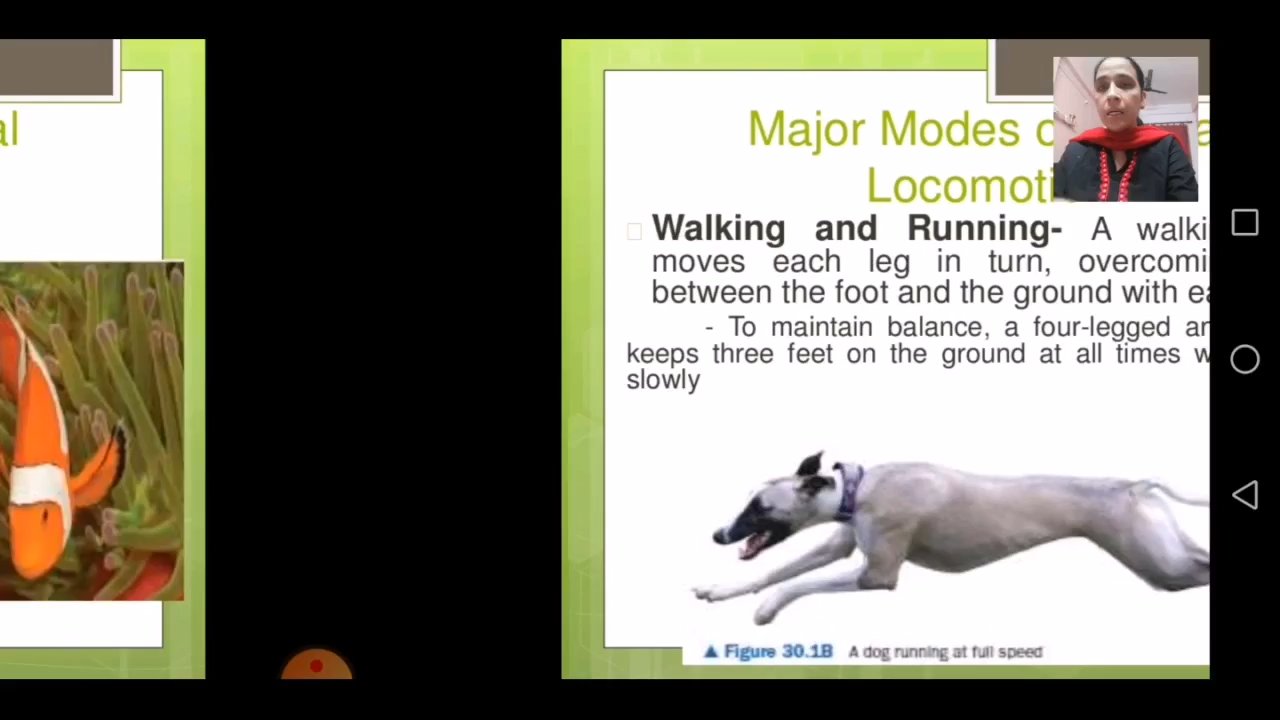 al
Major Modes
Locomoti
Walking and Running- A walki
moves each leg in turn, overcomi
between the foot and the ground with ea
- To maintain balance, a four-legged an
keeps three feet on the ground at all times w
slowly
▲ Figure 30.1B A dog running at full speed